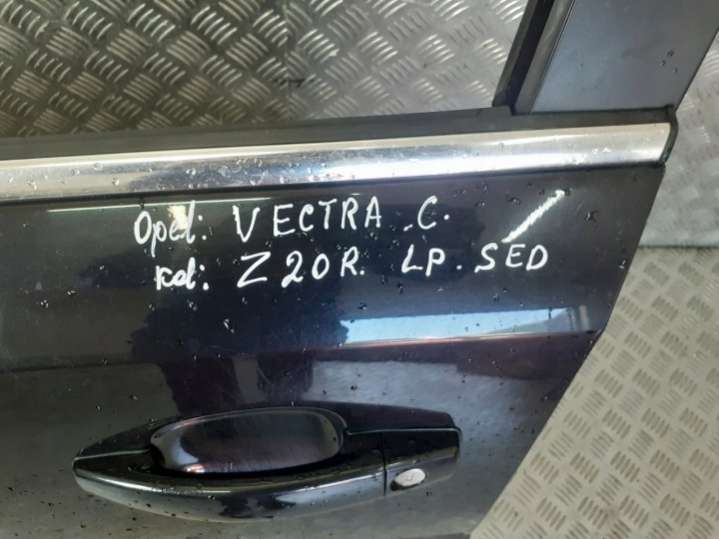 Opel: VECTRA C.
kol: Z20R. LP. SED